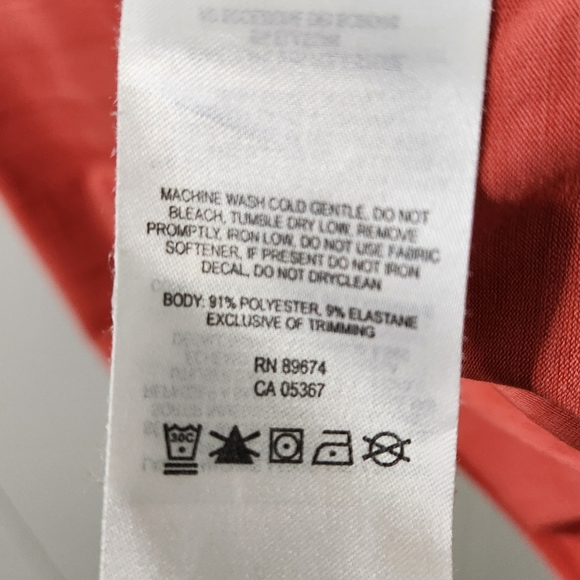 MACHINE WASH COLD GENTLE, DO NOT
BLEACH, TUMBLE DRY LOW, REMOVE
PROMPTLY, IRON LOW, DO NOT USE FABRIC
SOFTENER, IF PRESENT DO NOT IRON
DECAL, DO NOT DRYCLEAN
BODY: 91% POLYESTER, 9% ELASTANE
EXCLUSIVE OF TRIMMING
RN 89674
CA 05367
30C